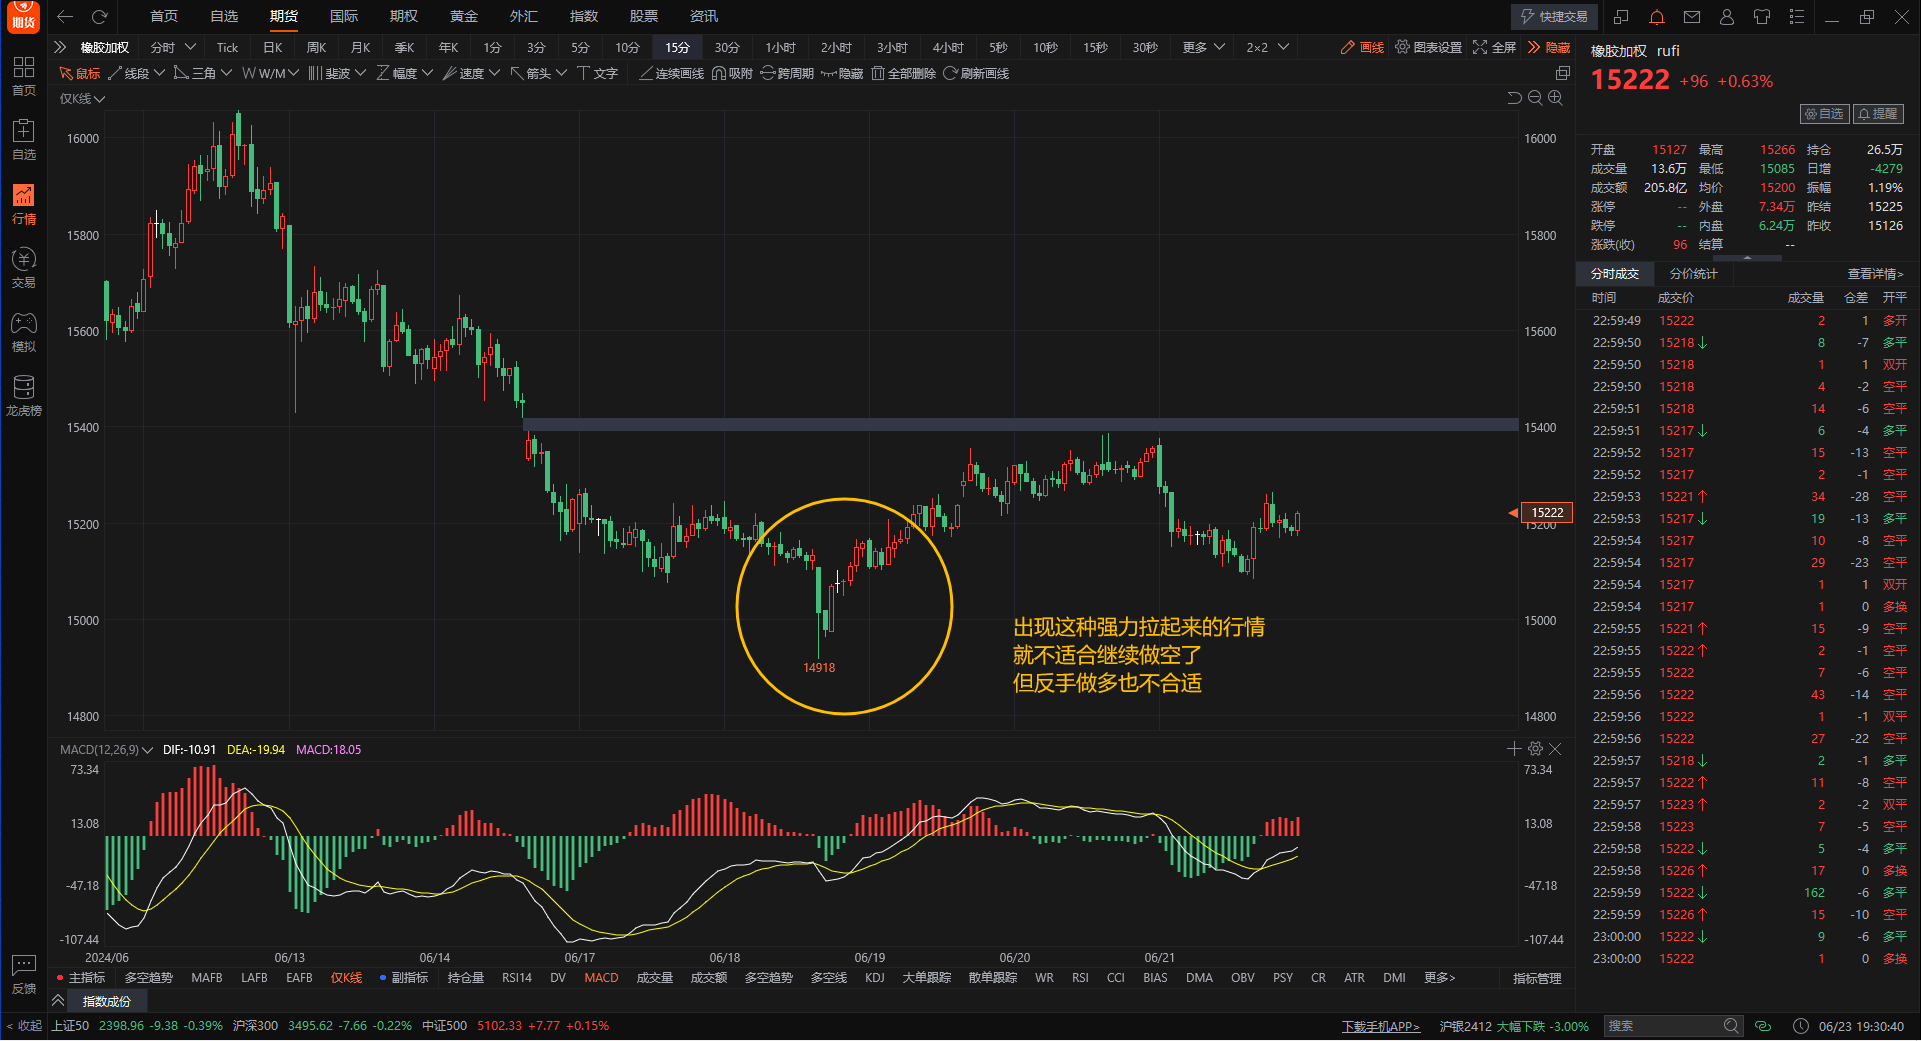 期货
首页 自选 期货 国际 期权 黄金 外汇 指数 股票 资讯
快捷交易
橡胶加权 分时 Tick 日K 周K 月K 季K 年K 1分 3分 5分 10分 15分 30分 1小时 2小时 3小时 4小时 5秒 10秒 15秒 30秒 更多 2×2 画线 图表设置 全屏 隐藏
鼠标 线段 三角 W/M 斐波 幅度 速度 箭头 文字 连续画线 吸附 跨周期 隐藏 全部删除 刷新画线
首页
自选
行情
交易
模拟
龙虎榜
反馈
< 收起
仅K线
16000 16000
15800 15800
15600 15600
15400 15400
15200 15200
15000 15000
14800 14800
15222
14918
出现这种强力拉起来的行情
就不适合继续做空了
但反手做多也不合适
MACD(12,26,9) DIF:-10.91 DEA:-19.94 MACD:18.05
73.34 73.34
13.08 13.08
-47.18 -47.18
-107.44 -107.44
2024/06 06/13 06/14 06/17 06/18 06/19 06/20 06/21
主指标 多空趋势 MAFB LAFB EAFB 仅K线 副指标 持仓量 RSI14 DV MACD 成交量 成交额 多空趋势 多空线 KDJ 大单跟踪 散单跟踪 WR RSI CCI BIAS DMA OBV PSY CR ATR DMI 更多> 指标管理
指数成份
橡胶加权 rufi
15222 +96 +0.63%
自选 提醒
开盘 15127 最高 15266 持仓 26.5万
成交量 13.6万 最低 15085 日增 -4279
成交额 205.8亿 均价 15200 振幅 1.19%
涨停 -- 外盘 7.34万 昨结 15225
跌停 -- 内盘 6.24万 昨收 15126
涨跌(收) 96 结算 --
分时成交 分价统计 查看详情>
时间 成交价 成交量 仓差 开平
22:59:49 15222 2 1 多开
22:59:50 15218↓ 8 -7 多平
22:59:50 15218 1 1 双开
22:59:50 15218 4 -2 空平
22:59:51 15218 14 -6 空平
22:59:51 15217↓ 6 -4 多平
22:59:52 15217 15 -13 空平
22:59:52 15217 2 -1 空平
22:59:53 15221↑ 34 -28 空平
22:59:53 15217↓ 19 -13 多平
22:59:54 15217 10 -8 空平
22:59:54 15217 29 -23 空平
22:59:54 15217 1 1 双开
22:59:54 15217 1 0 多换
22:59:55 15221↑ 15 -9 空平
22:59:55 15222↑ 2 -1 空平
22:59:55 15222 7 -6 空平
22:59:56 15222 43 -14 空平
22:59:56 15222 1 -1 双平
22:59:56 15222 27 -22 空平
22:59:57 15218↓ 2 -1 多平
22:59:57 15222↑ 11 -8 空平
22:59:57 15223↑ 2 -2 双平
22:59:58 15223 7 -5 空平
22:59:58 15222↓ 5 -4 多平
22:59:58 15226↑ 17 0 多换
22:59:59 15222↓ 162 -6 多平
22:59:59 15226↑ 15 -10 空平
23:00:00 15222↓ 9 -6 多平
23:00:00 15222 1 0 多换
上证50 2398.96 -9.38 -0.39% 沪深300 3495.62 -7.66 -0.22% 中证500 5102.33 +7.77 +0.15% 下载手机APP> 沪银2412 大幅下跌 -3.00% 搜索 06/23 19:30:40